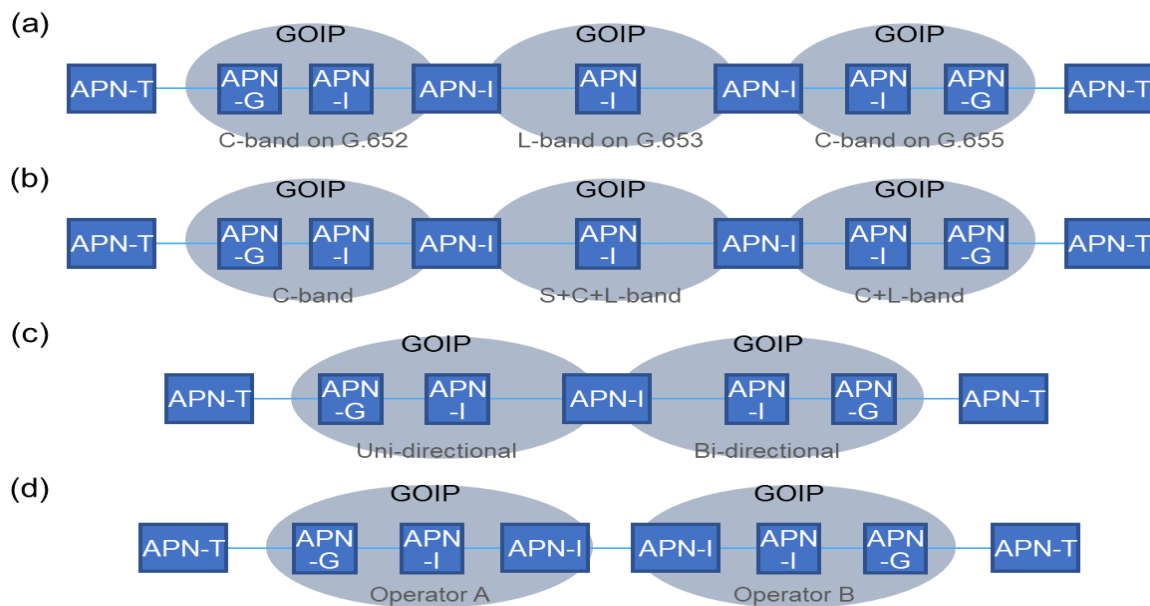 (a)
GOIP GOIP GOIP
APN-T APN-G APN-I APN-I APN-I APN-I APN-I APN-G APN-T
C-band on G.652 L-band on G.653 C-band on G.655
(b)
GOIP GOIP GOIP
APN-T APN-G APN-I APN-I APN-I APN-I APN-I APN-G APN-T
C-band S+C+L-band C+L-band
(c)
GOIP GOIP
APN-T APN-G APN-I APN-I APN-I APN-G APN-T
Uni-directional Bi-directional
(d)
GOIP GOIP
APN-T APN-G APN-I APN-I APN-I APN-I APN-G APN-T
Operator A Operator B